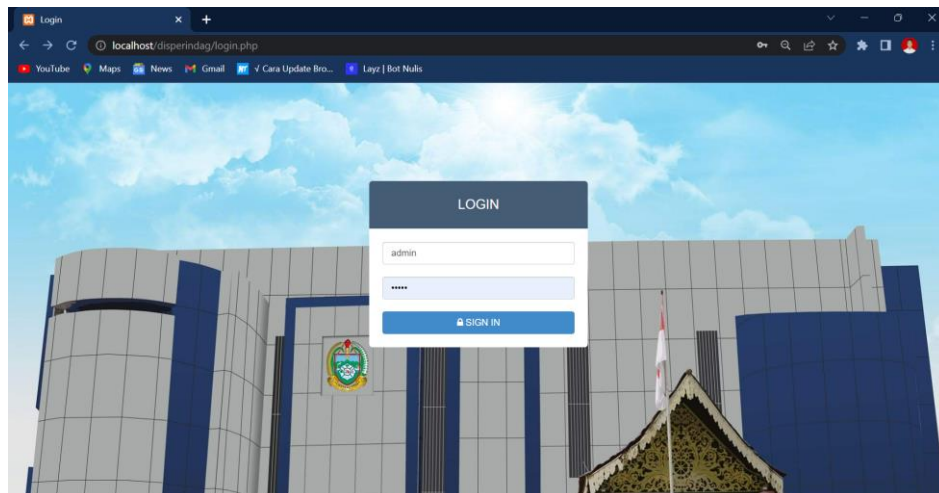 Login
localhost/disperindag/login.php
YouTube Maps News Gmail √ Cara Update Bro... Layz | Bot Nulis
LOGIN
admin
•••••
SIGN IN